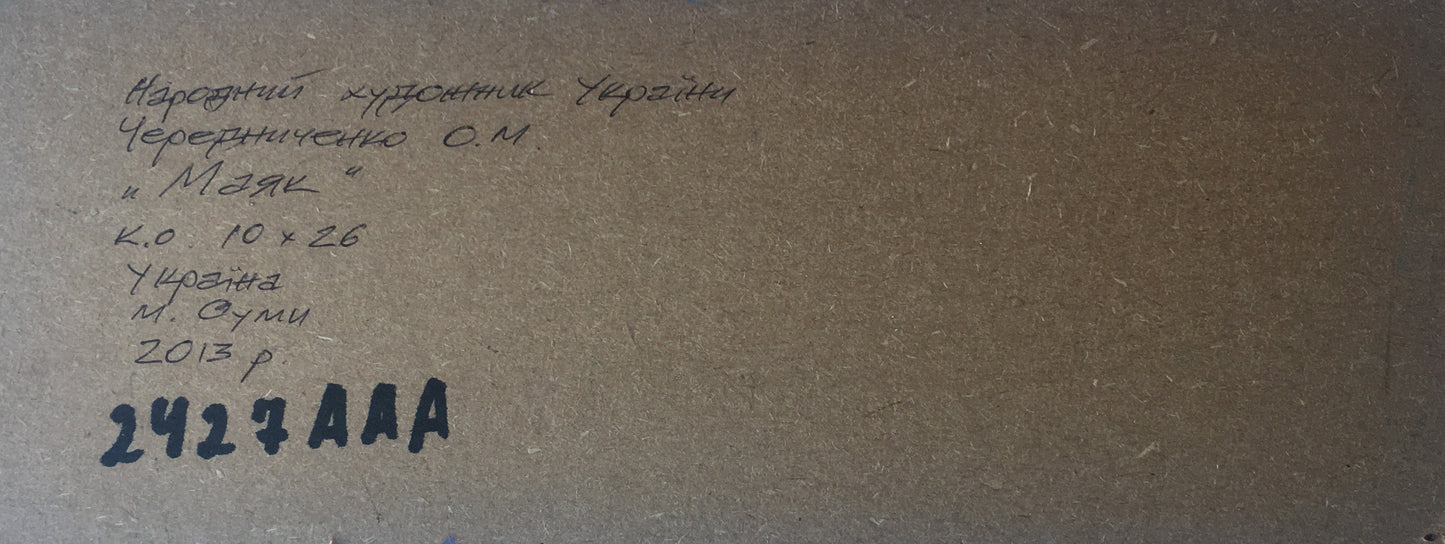 Народний художник України
Чередниченко О.М.
„Маяк"
к.о. 10 х 26
Україна
м. Суми
2013 р.
2427ААА